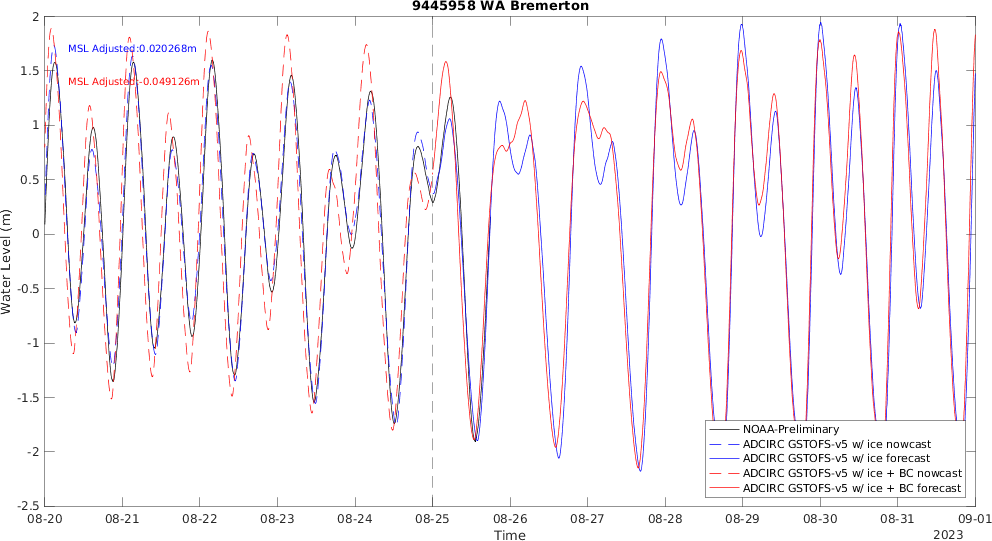 9445958 WA Bremerton
2
1.5
1
0.5
0
-0.5
-1
-1.5
-2
-2.5
Water Level (m)
MSL Adjusted:0.020268m
MSL Adjusted:-0.049126m
NOAA-Preliminary
ADCIRC GSTOFS-v5 w/ ice nowcast
ADCIRC GSTOFS-v5 w/ ice forecast
ADCIRC GSTOFS-v5 w/ ice + BC nowcast
ADCIRC GSTOFS-v5 w/ ice + BC forecast
08-20 08-21 08-22 08-23 08-24 08-25 08-26 08-27 08-28 08-29 08-30 08-31 09-01
Time
2023